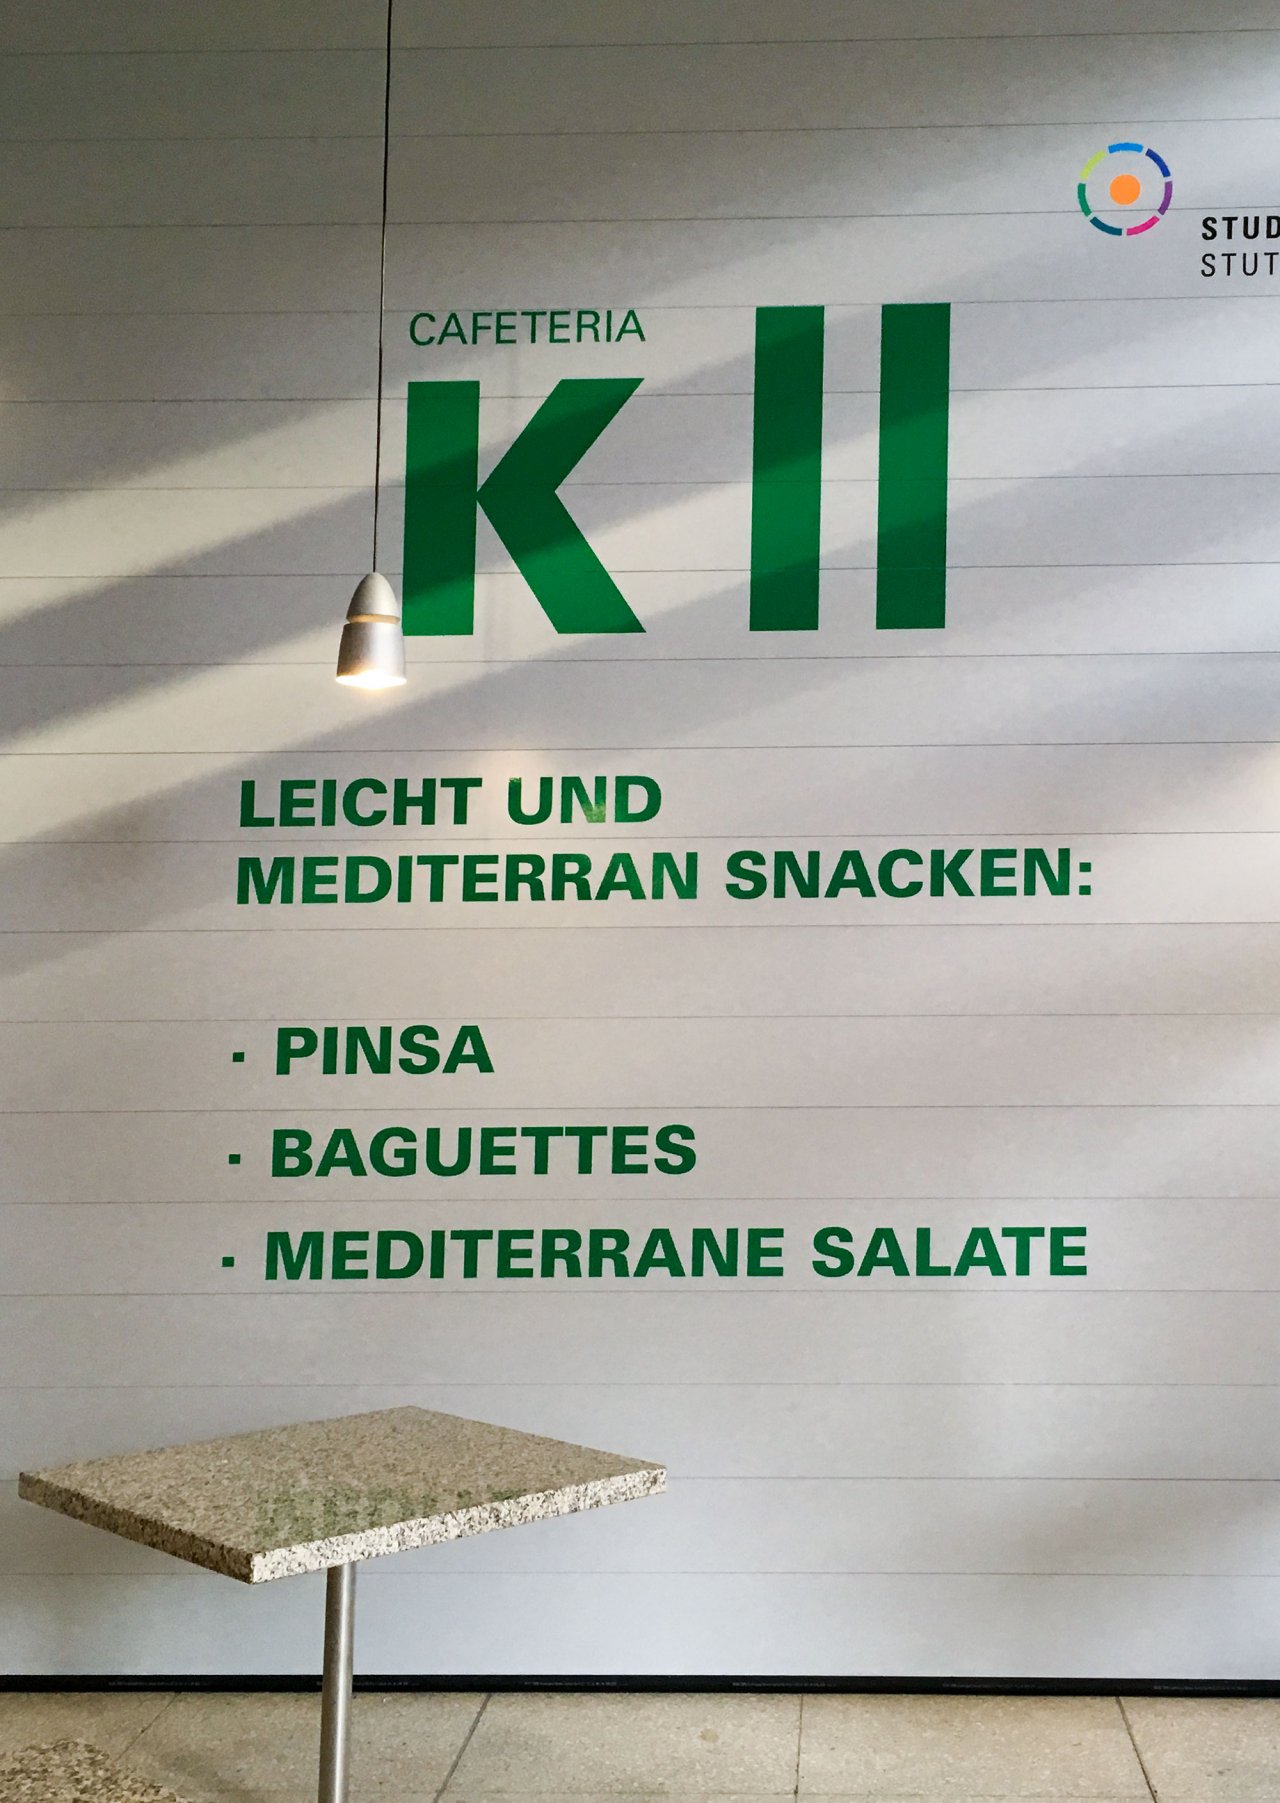 STUD
STUT
CAFETERIA
K II
LEICHT UND
MEDITERRAN SNACKEN:
· PINSA
· BAGUETTES
· MEDITERRANE SALATE